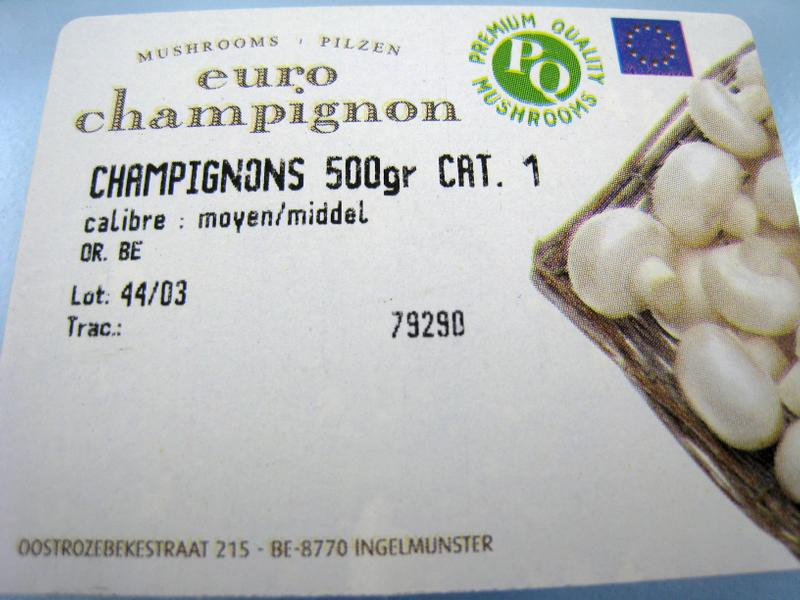 MUSHROOMS / PILZEN
euro
champignon
PREMIUM QUALITY
PQ
MUSHROOMS
CHAMPIGNONS 500gr CAT. 1
calibre : moyen/middel
OR. BE
Lot: 44/03
Trac.: 79290
OOSTROZEBEKESTRAAT 215 - BE-8770 INGELMUNSTER